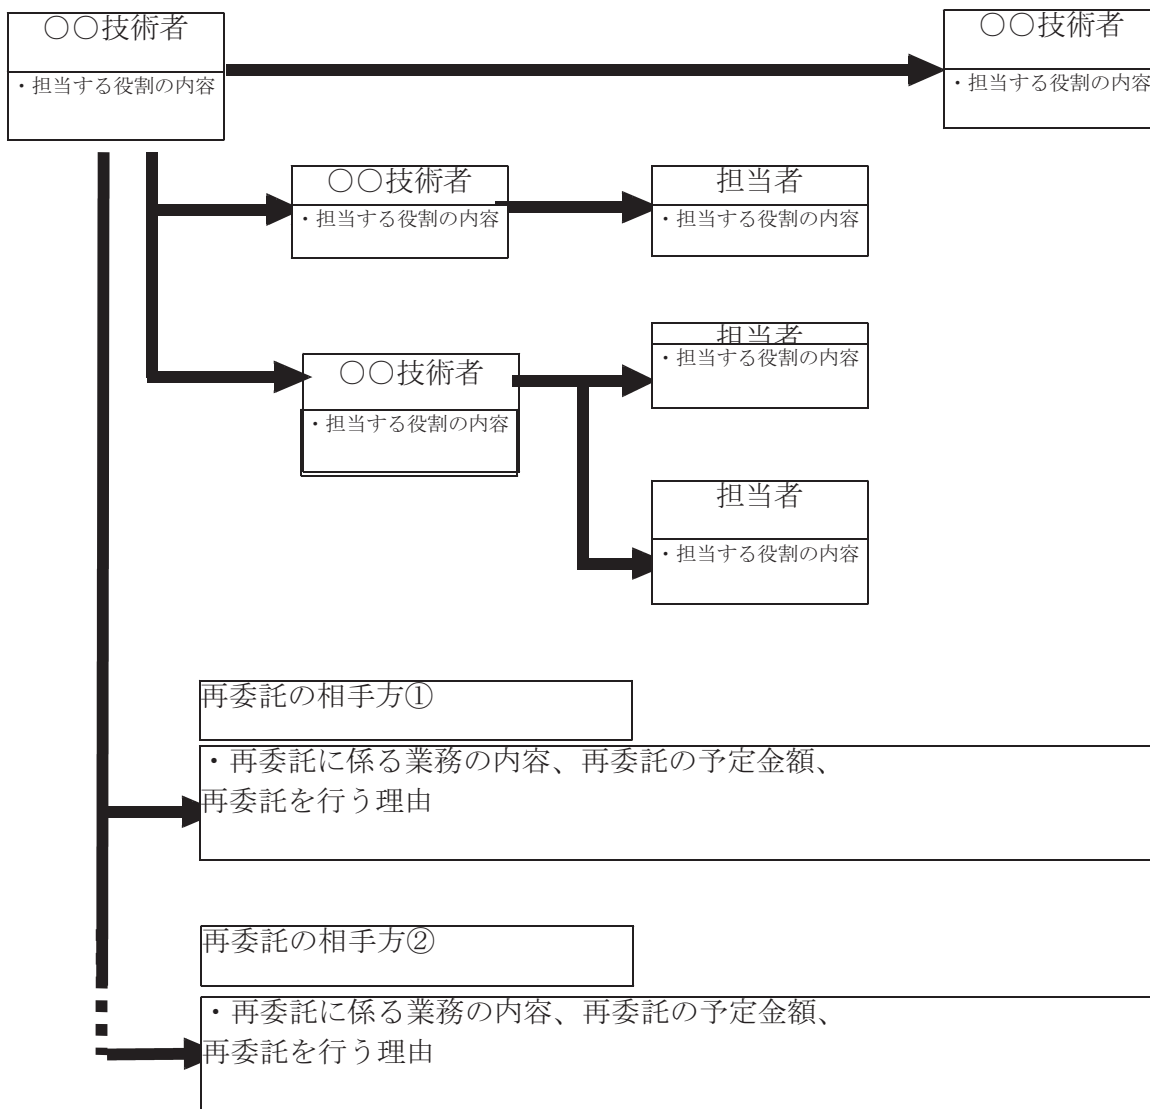 ○○技術者
・担当する役割の内容
○○技術者
・担当する役割の内容
○○技術者
・担当する役割の内容
担当者
・担当する役割の内容
○○技術者
・担当する役割の内容
担当者
・担当する役割の内容
担当者
・担当する役割の内容
再委託の相手方①
・再委託に係る業務の内容、再委託の予定金額、
再委託を行う理由
再委託の相手方②
・再委託に係る業務の内容、再委託の予定金額、
再委託を行う理由